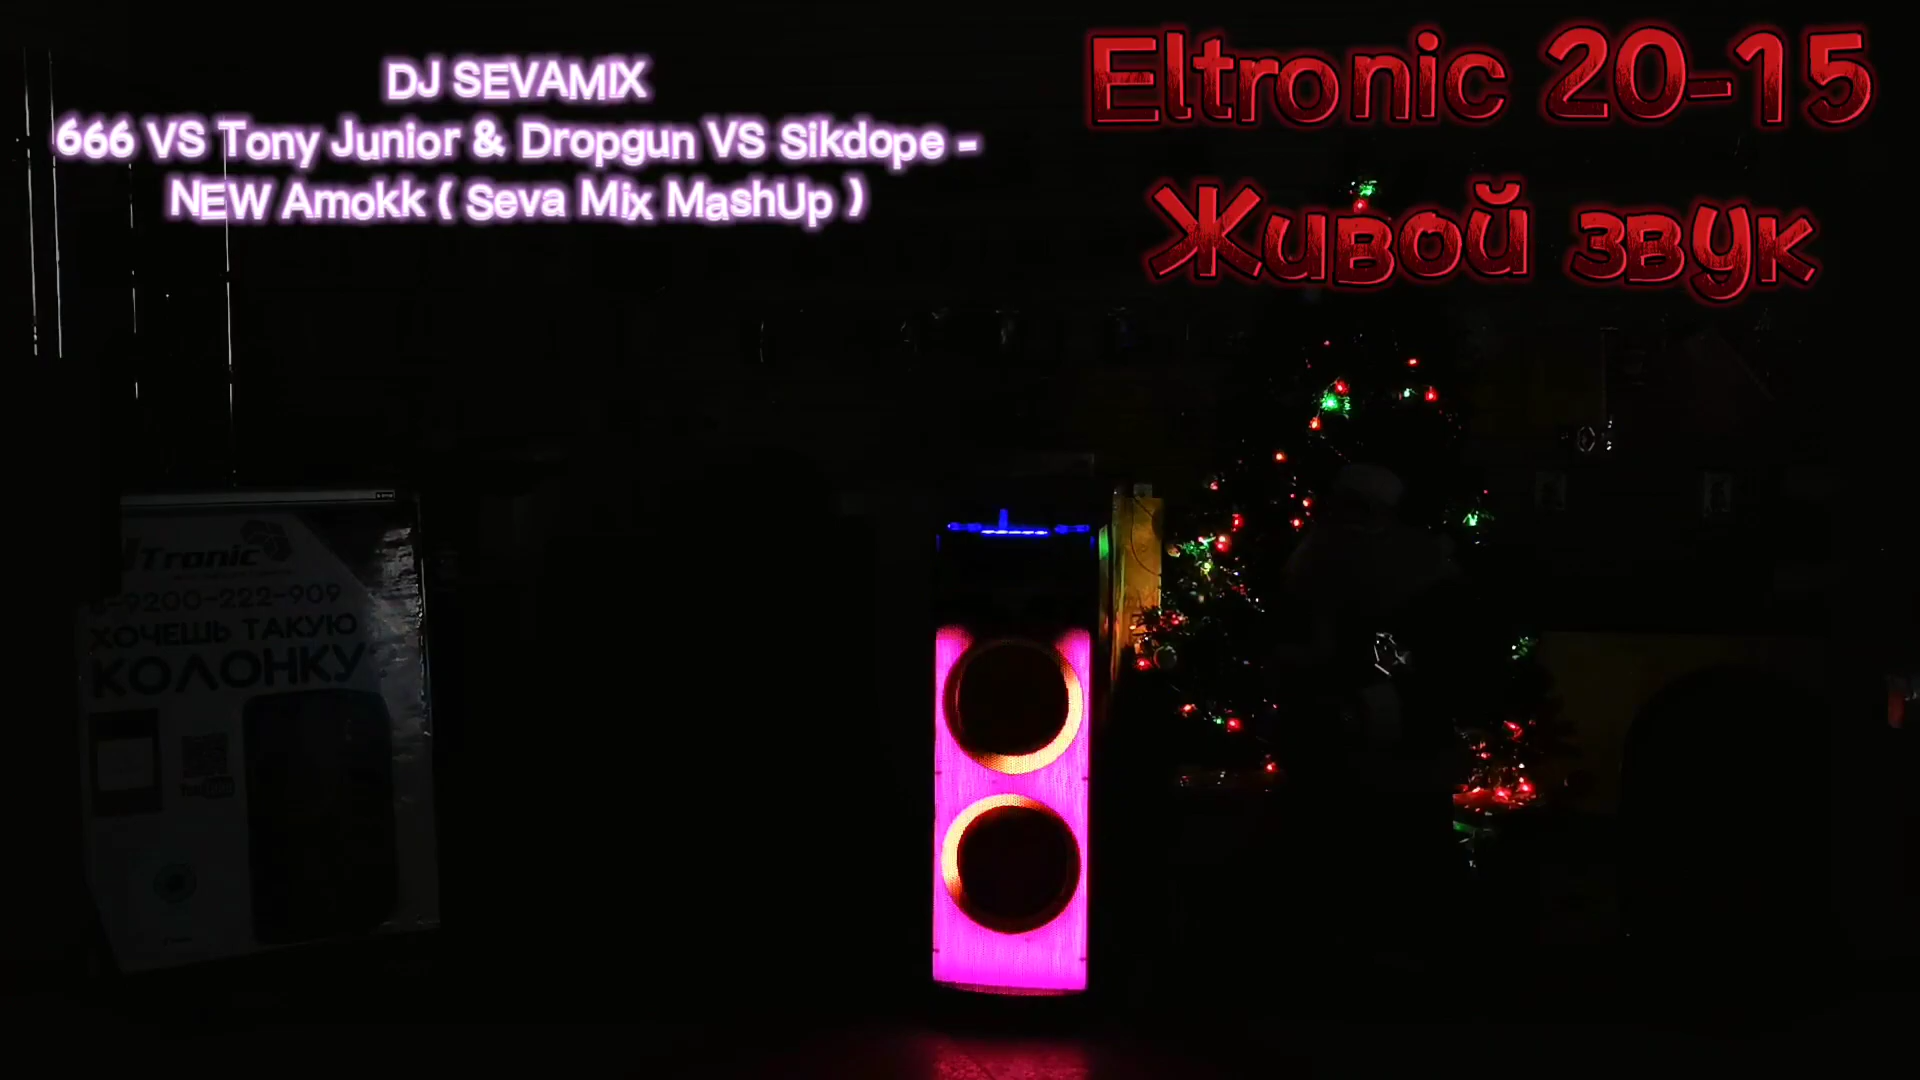 DJ SEVAMIX
666 VS Tony Junior & Dropgun VS Sikdope -
NEW Amokk ( Seva Mix MashUp )
Eltronic 20-15
Живой звук
Tronic
8-9200-222-909
ХОЧЕШЬ ТАКУЮ
КОЛОНКУ